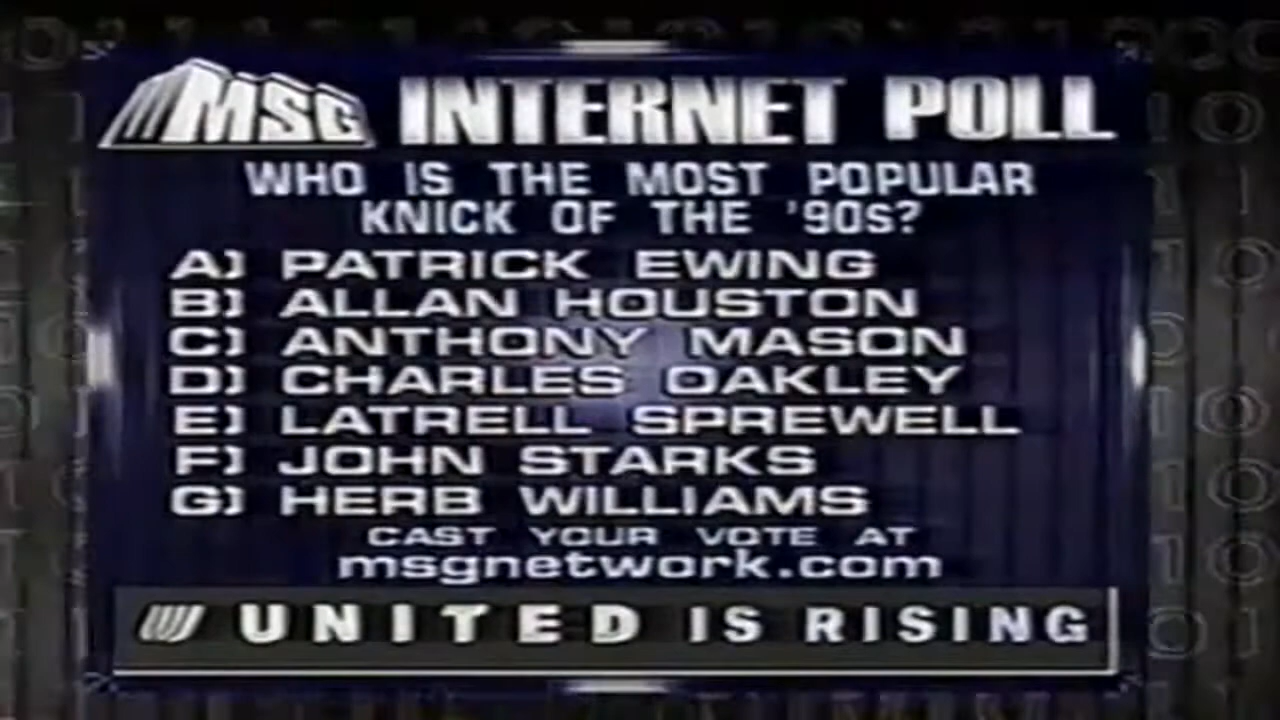 MSG INTERNET POLL
WHO IS THE MOST POPULAR
KNICK OF THE '90s?
A) PATRICK EWING
B) ALLAN HOUSTON
C) ANTHONY MASON
D) CHARLES OAKLEY
E) LATRELL SPREWELL
F) JOHN STARKS
G) HERB WILLIAMS
CAST YOUR VOTE AT
msgnetwork.com
UNITED IS RISING